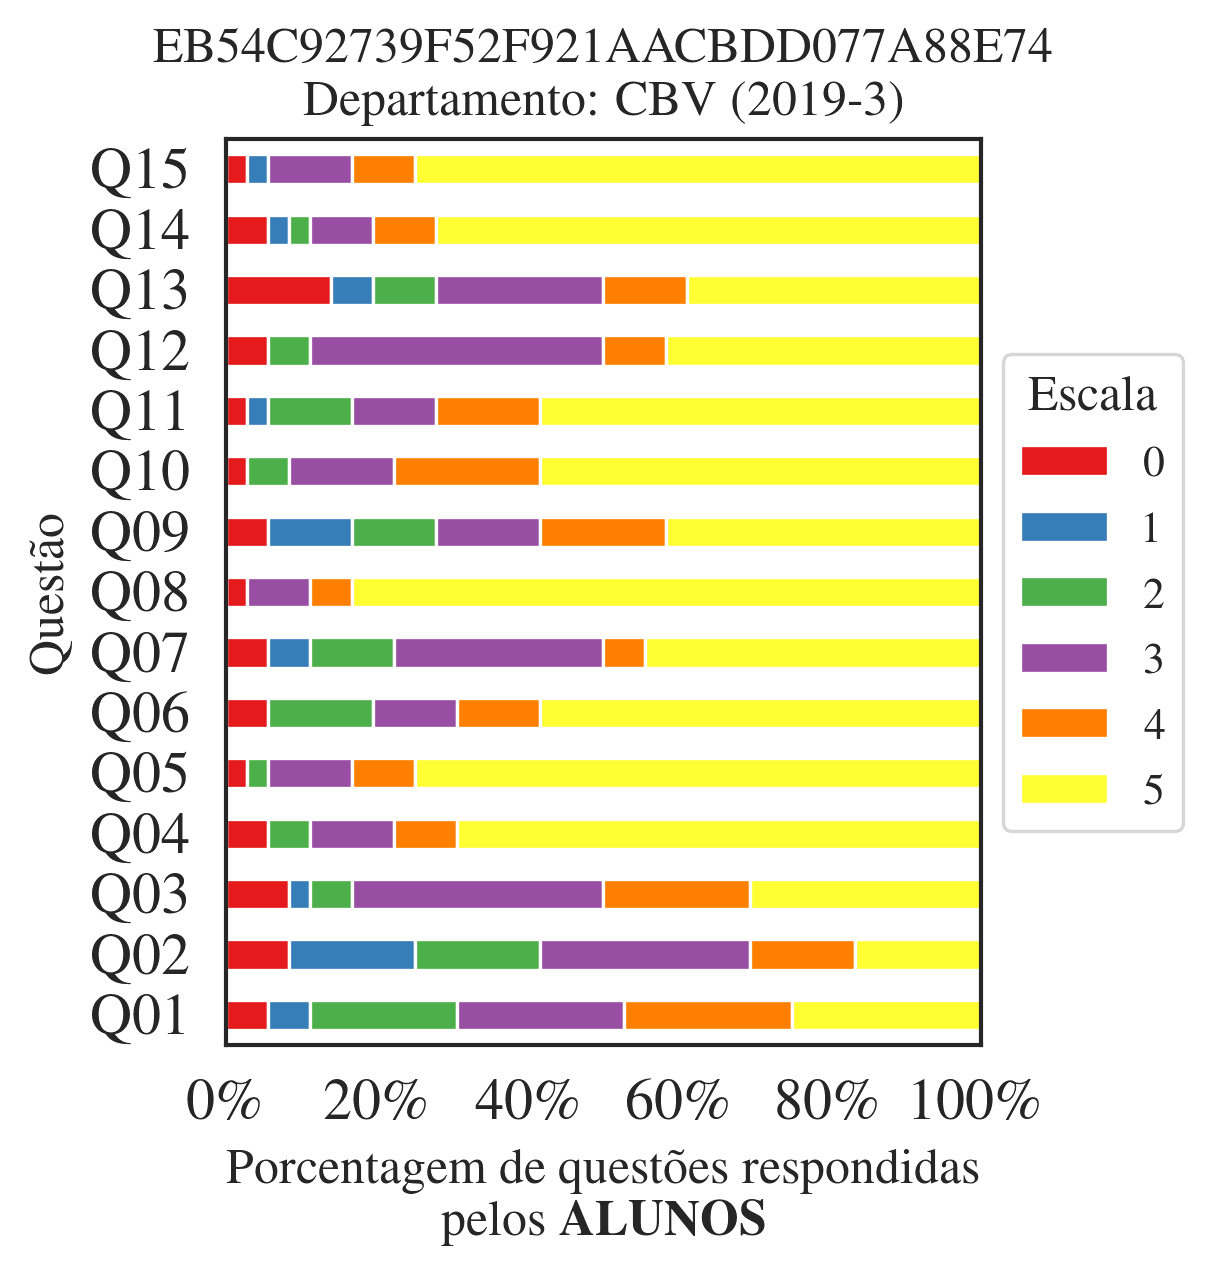 EB54C92739F52F921AACBDD077A88E74
Departamento: CBV (2019-3)
Questão
Q15
Q14
Q13
Q12
Q11
Q10
Q09
Q08
Q07
Q06
Q05
Q04
Q03
Q02
Q01
0% 20% 40% 60% 80% 100%
Porcentagem de questões respondidas
pelos ALUNOS
Escala
0
1
2
3
4
5